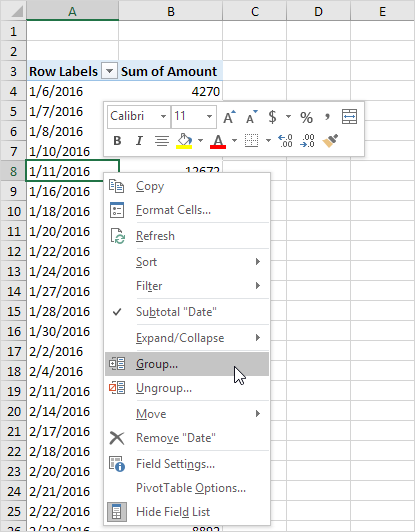 A B C D E
1
2
3 Row Labels Sum of Amount
4 1/6/2016 4270
5 1/7/2016
Calibri 11 A A $ % ,
6 1/8/2016
B I A .00 .0
7 1/10/2016
8 1/11/2016 12672
9 1/16/2016 Copy
10 1/18/2016 Format Cells...
11 1/20/2016 Refresh
12 1/22/2016 Sort
13 1/24/2016 Filter
14 1/27/2016
15 1/28/2016 Subtotal "Date"
16 1/30/2016 Expand/Collapse
17 2/2/2016 Group...
18 2/4/2016 Ungroup...
19 2/11/2016 Move
20 2/14/2016
21 2/17/2016 Remove "Date"
22 2/18/2016 Field Settings...
23 2/20/2016
24 2/21/2016 PivotTable Options...
25 2/22/2016 Hide Field List
26 2/23/2016 8892